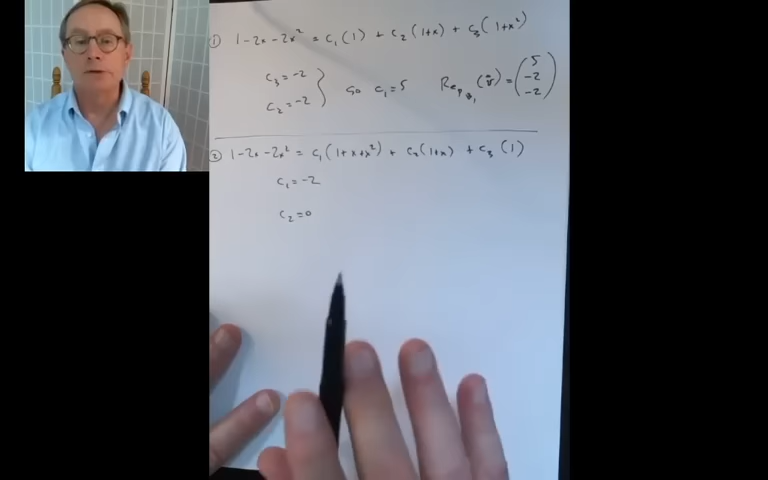 ① 1-2x-2x² = c₁(1) + c₂(1+x) + c₃(1+x²)
c₃=-2
c₂=-2 } so c₁=5 Rep_B₁(v⃗)=(5 -2 -2)
② 1-2x-2x² = c₁(1+x+x²) + c₂(1+x) + c₃(1)
c₁=-2
c₂=0